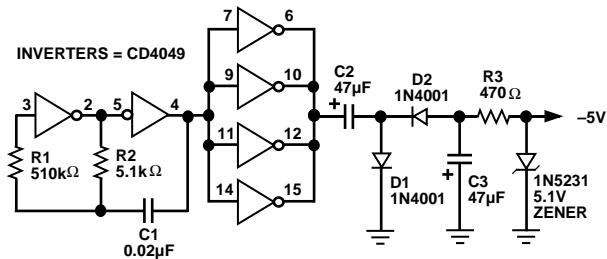 INVERTERS = CD4049
7
6
9
10
11
12
14
15
3
2
5
4
R1
510kΩ
R2
5.1kΩ
C1
0.02µF
C2
47µF
+
D2
1N4001
R3
470Ω
–5V
D1
1N4001
C3
47µF
+
1N5231
5.1V
ZENER